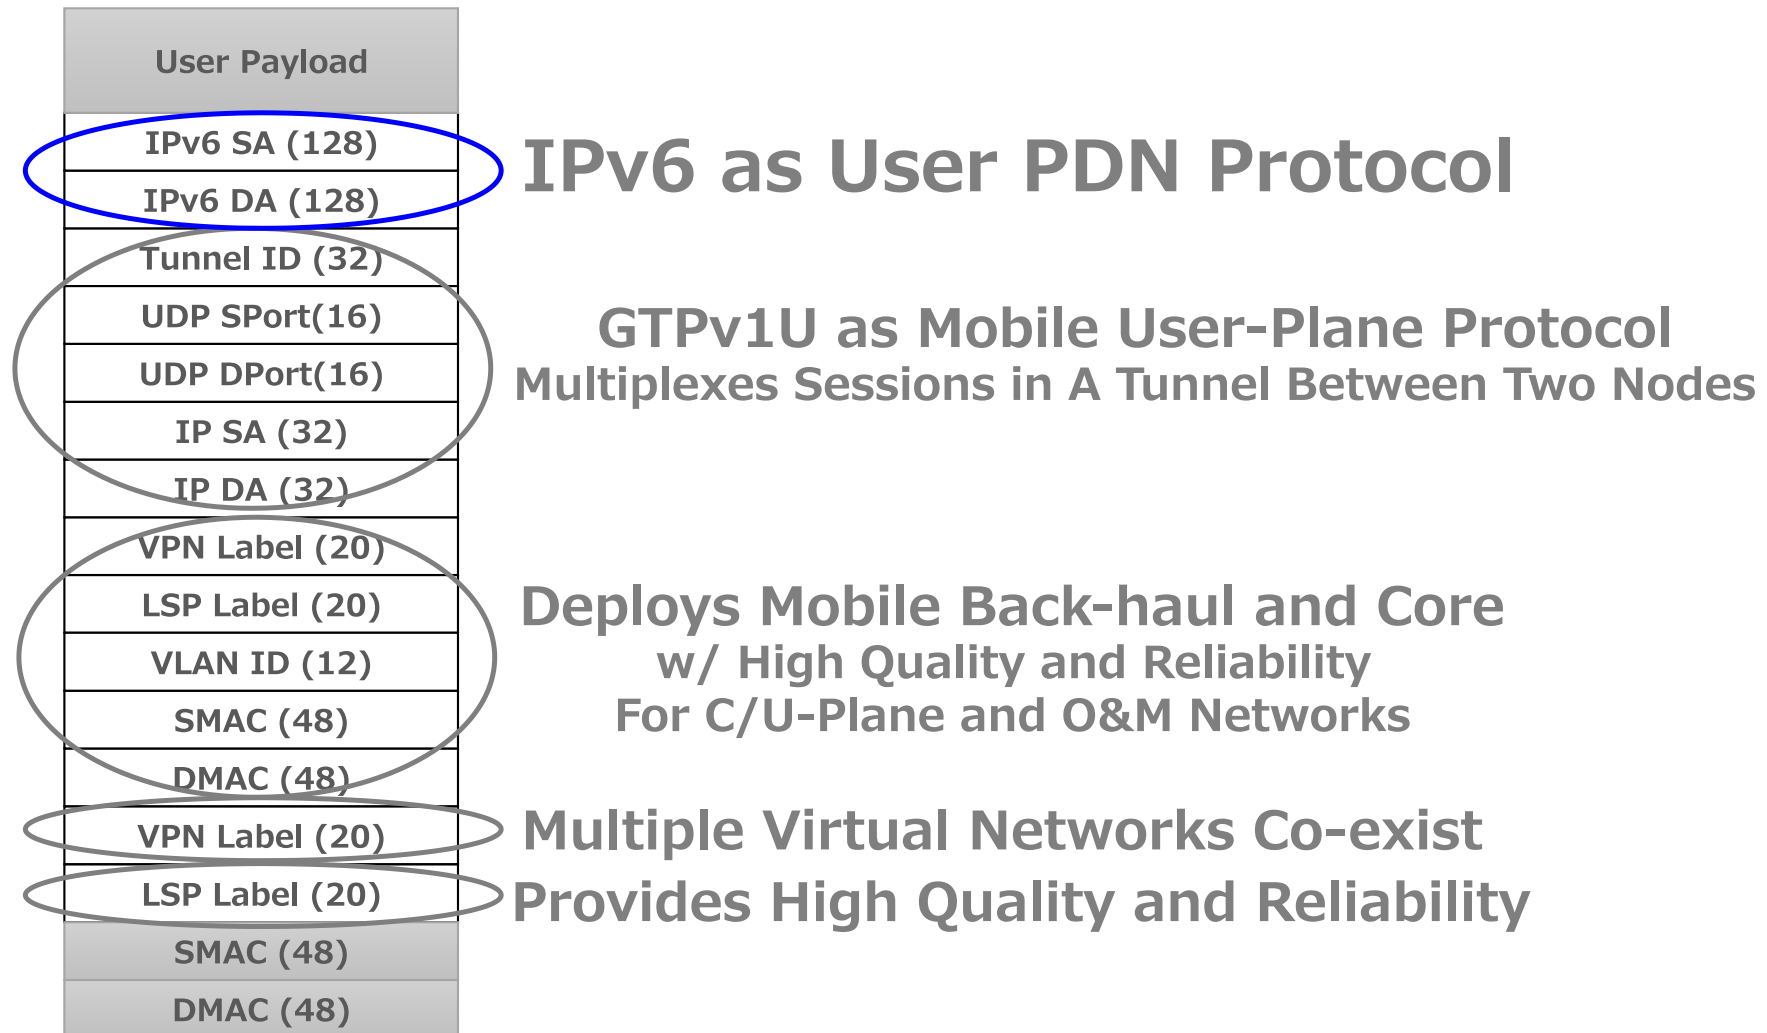 User Payload
IPv6 SA (128)
IPv6 DA (128)
Tunnel ID (32)
UDP SPort(16)
UDP DPort(16)
IP SA (32)
IP DA (32)
VPN Label (20)
LSP Label (20)
VLAN ID (12)
SMAC (48)
DMAC (48)
VPN Label (20)
LSP Label (20)
SMAC (48)
DMAC (48)
IPv6 as User PDN Protocol
GTPv1U as Mobile User-Plane Protocol
Multiplexes Sessions in A Tunnel Between Two Nodes
Deploys Mobile Back-haul and Core
w/ High Quality and Reliability
For C/U-Plane and O&M Networks
Multiple Virtual Networks Co-exist
Provides High Quality and Reliability